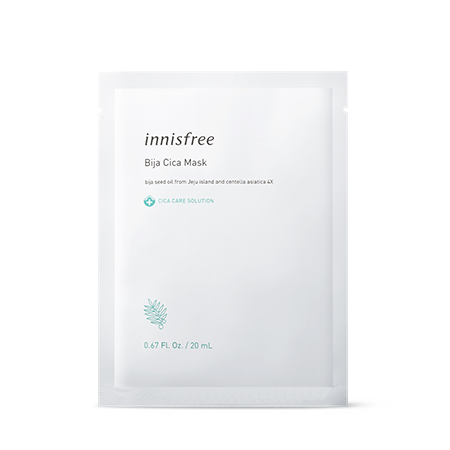 innisfree
Bija Cica Mask
bija seed oil from Jeju island and centella asiatica 4X
CICA CARE SOLUTION
0.67 Fl. Oz. / 20 mL